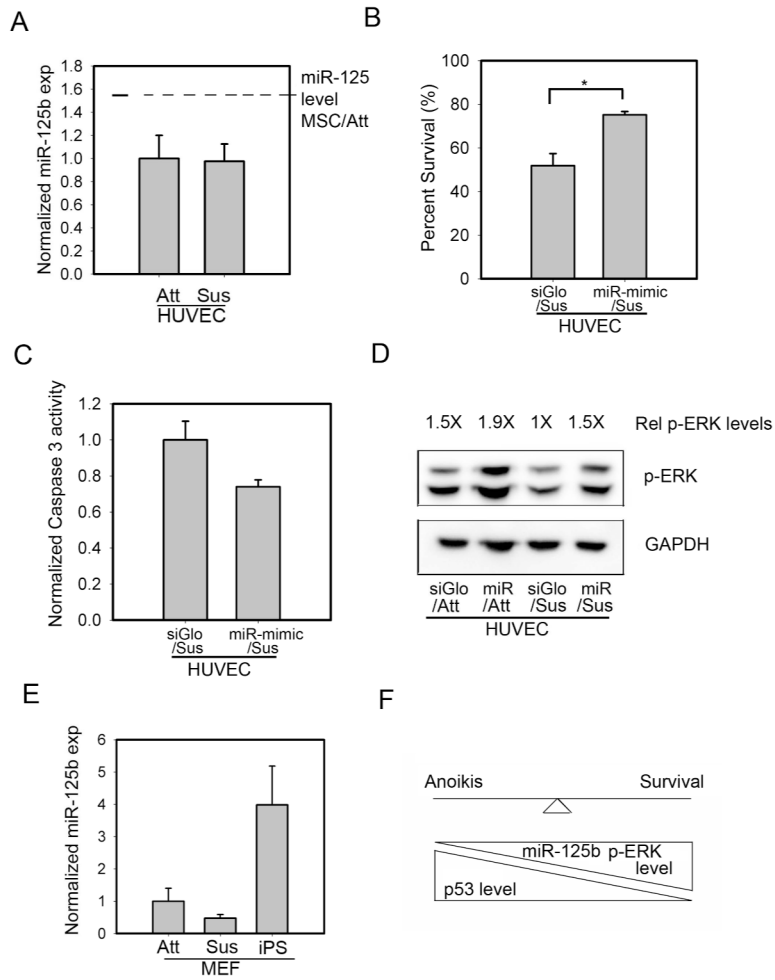 A
Normalized miR-125b exp
1.8
1.6
1.4
1.2
1.0
0.8
0.6
0.4
0.2
0.0
miR-125
level
MSC/Att
Att Sus
HUVEC
B
Percent Survival (%)
100
80
60
40
20
0
*
siGlo
/Sus
miR-mimic
/Sus
HUVEC
C
Normalized Caspase 3 activity
1.2
1.0
0.8
0.6
0.4
0.2
0.0
siGlo
/Sus
miR-mimic
/Sus
HUVEC
D
1.5X 1.9X 1X 1.5X Rel p-ERK levels
p-ERK
GAPDH
siGlo
/Att
miR
/Att
siGlo
/Sus
miR
/Sus
HUVEC
E
Normalized miR-125b exp
6
5
4
3
2
1
0
Att Sus iPS
MEF
F
Anoikis Survival
miR-125b p-ERK
level
p53 level